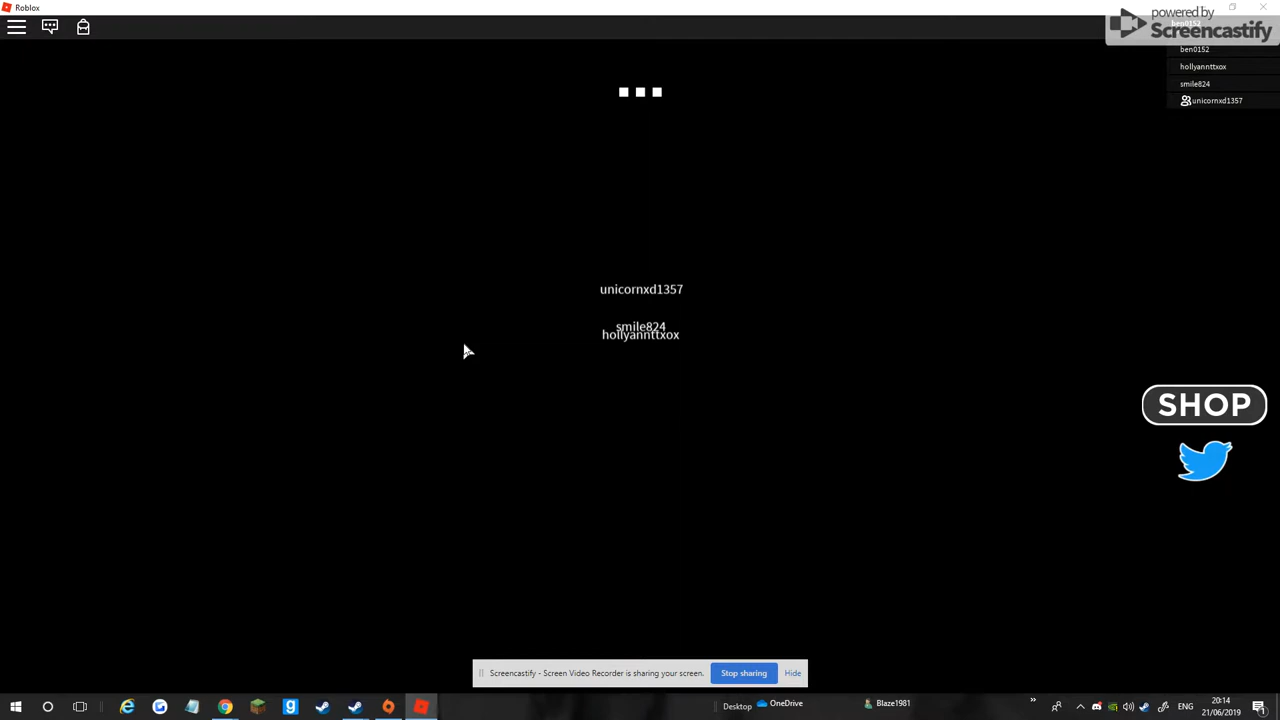 Roblox
powered by
Screencastify
ben0152
ben0152
hollyannttxox
smile824
unicornxd1357
unicornxd1357
smile824
hollyannttxox
SHOP
Screencastify - Screen Video Recorder is sharing your screen.
Stop sharing
Hide
Desktop
OneDrive
Blaze1981
ENG
20:14
21/06/2019